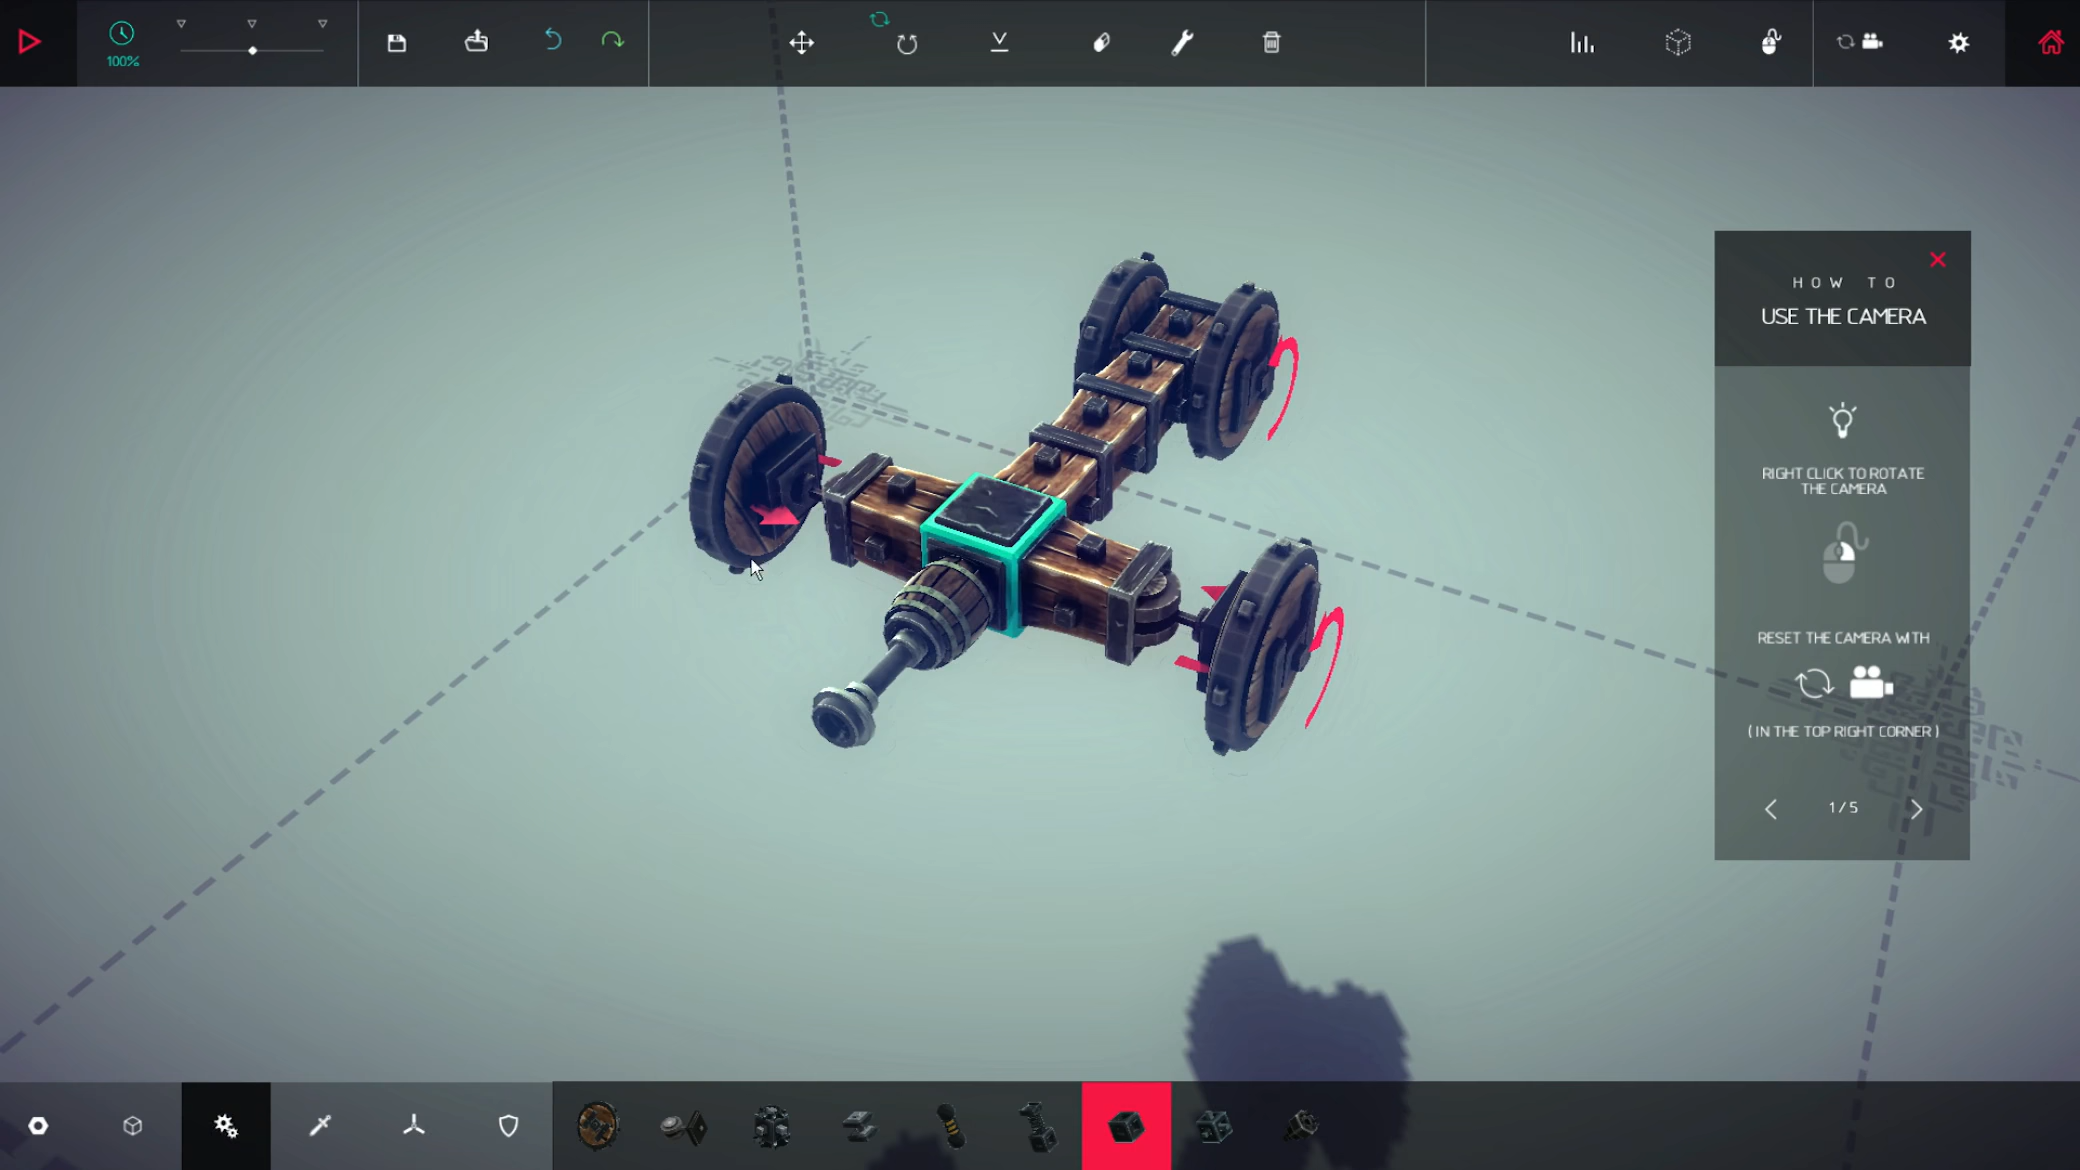 100%
HOW TO
USE THE CAMERA
RIGHT CLICK TO ROTATE
THE CAMERA
RESET THE CAMERA WITH
( IN THE TOP RIGHT CORNER )
1/5